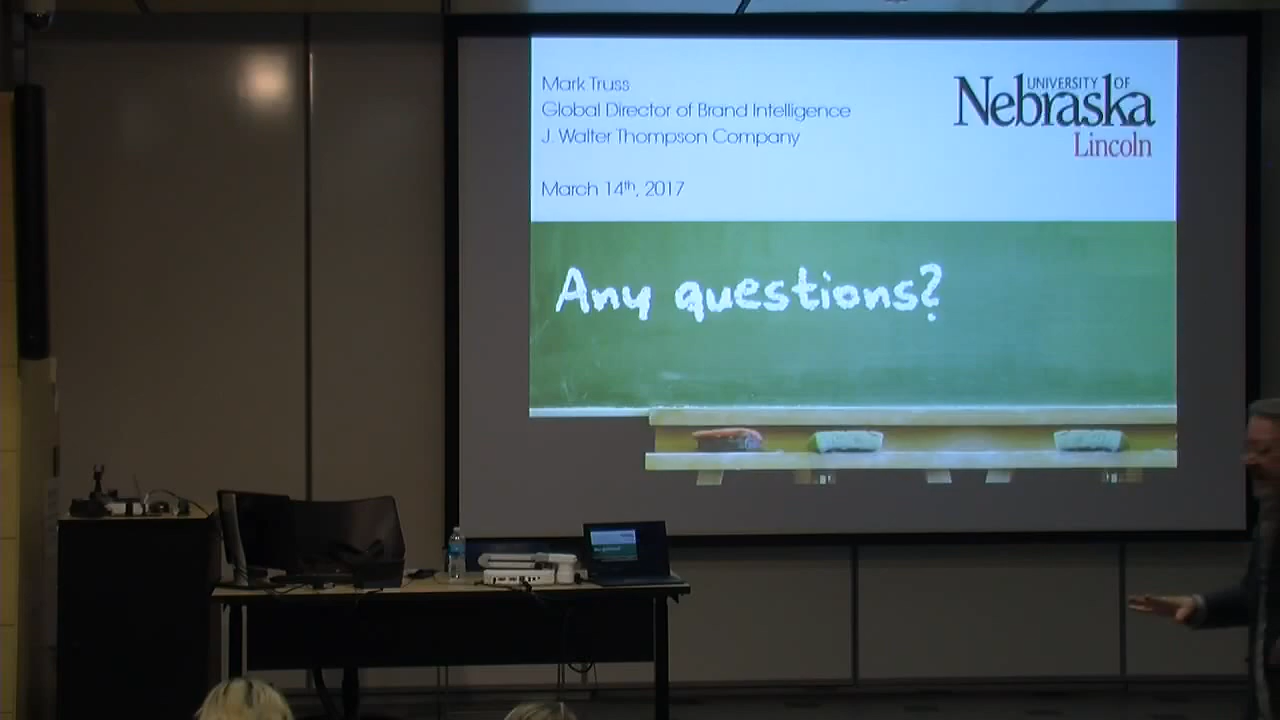 Mark Truss
Global Director of Brand Intelligence
J. Walter Thompson Company
March 14th, 2017
UNIVERSITY OF
Nebraska
Lincoln
Any questions?